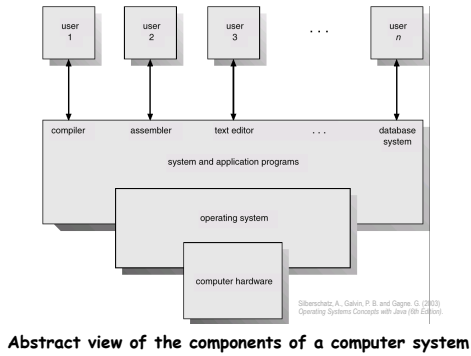 user
1
user
2
user
3
. . .
user
n
compiler
assembler
text editor
. . .
database
system
system and application programs
operating system
computer hardware
Silberschatz, A., Galvin, P. B. and Gagne. G. (2003)
Operating Systems Concepts with Java (6th Edition).
Abstract view of the components of a computer system